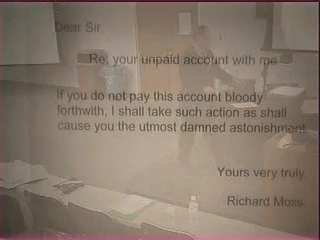 Dear Sir
Re, your unpaid account with me
If you do not pay this account bloody
forthwith, I shall take such action as shall
cause you the utmost damned astonishment
Yours very truly
Richard Moss